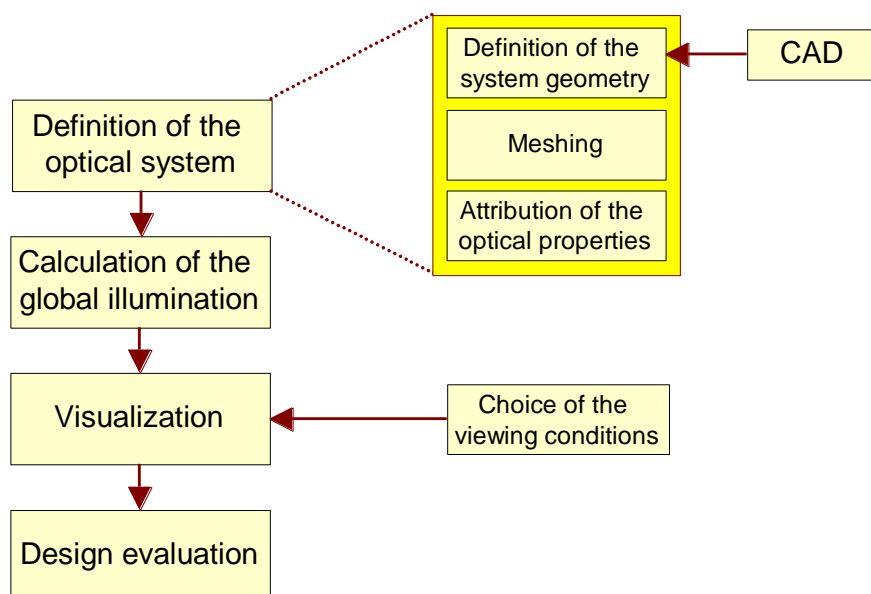 Definition of the
system geometry
CAD
Meshing
Attribution of the
optical properties
Definition of the
optical system
Calculation of the
global illumination
Visualization
Choice of the
viewing conditions
Design evaluation